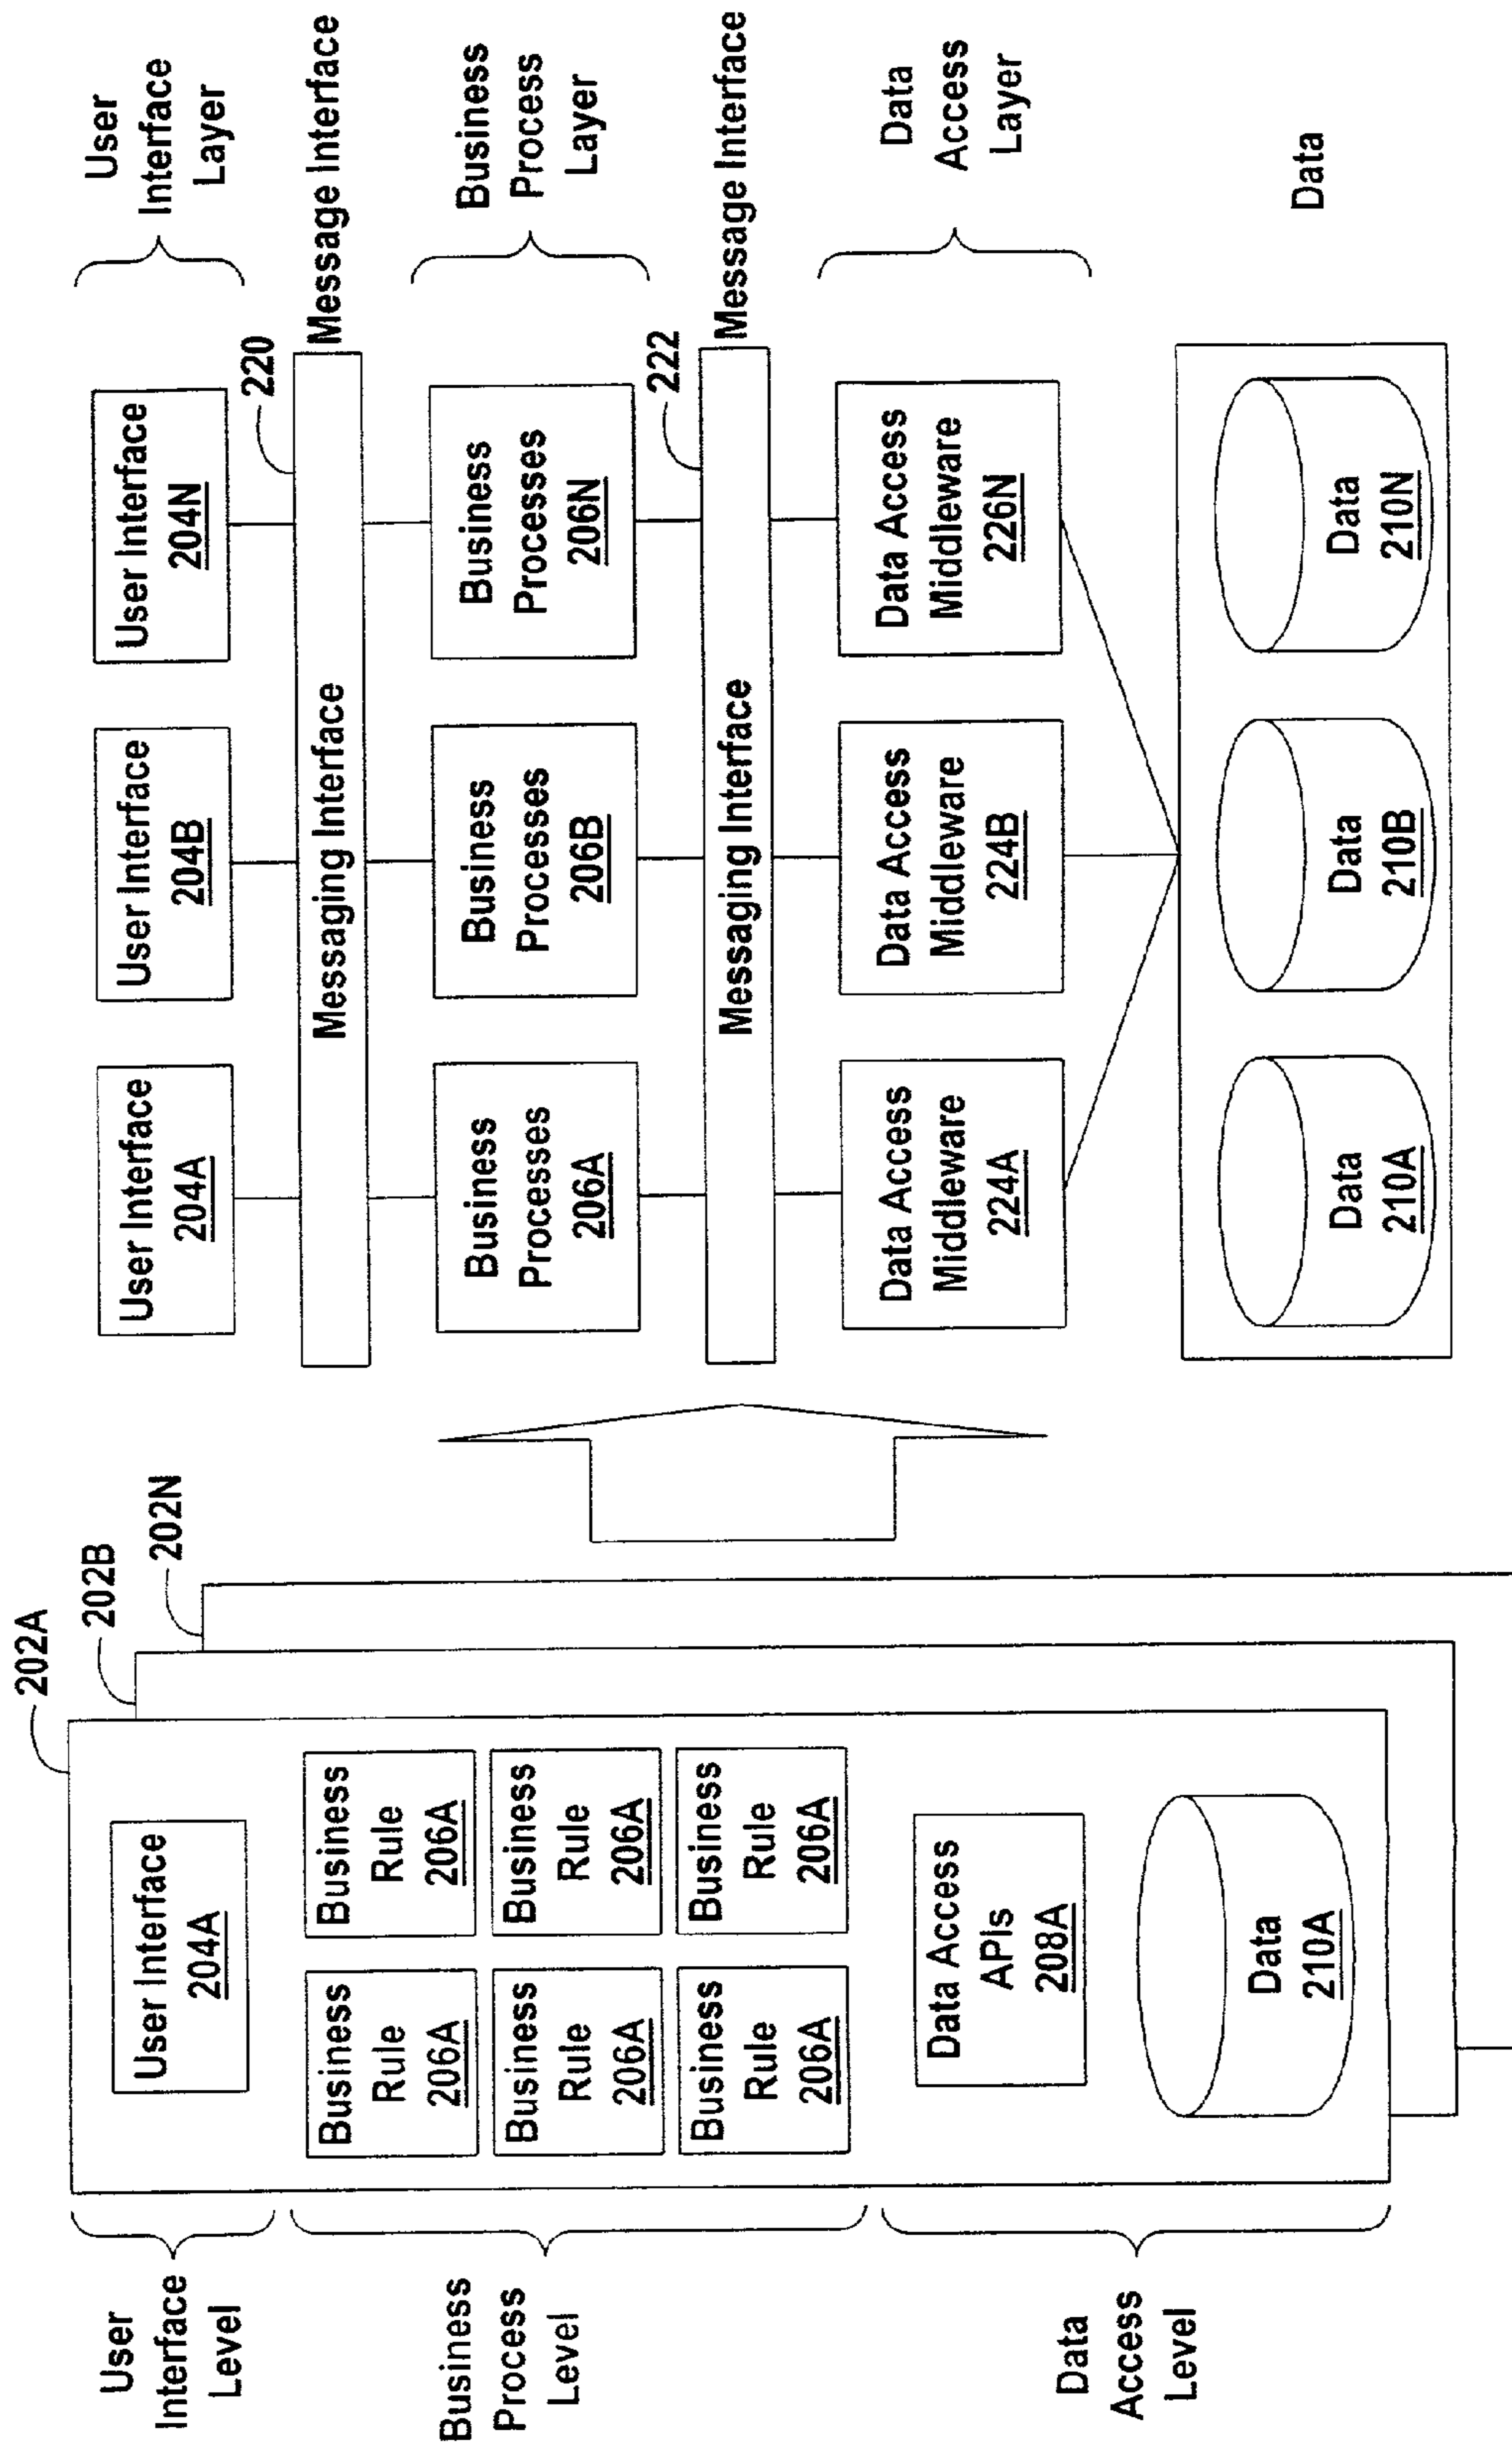 202A
202B
202N
User
Interface
Level
User Interface
204A
Business
Process
Level
Business
Rule
206A
Business
Rule
206A
Business
Rule
206A
Business
Rule
206A
Business
Rule
206A
Business
Rule
206A
Data
Access
Level
Data Access
APIs
208A
Data
210A
User Interface
204A
User Interface
204B
User Interface
204N
User
Interface
Layer
220
Messaging Interface
Message Interface
Business
Processes
206A
Business
Processes
206B
Business
Processes
206N
Business
Process
Layer
222
Messaging Interface
Message Interface
Data Access
Middleware
224A
Data Access
Middleware
224B
Data Access
Middleware
226N
Data
Access
Layer
Data
210A
Data
210B
Data
210N
Data